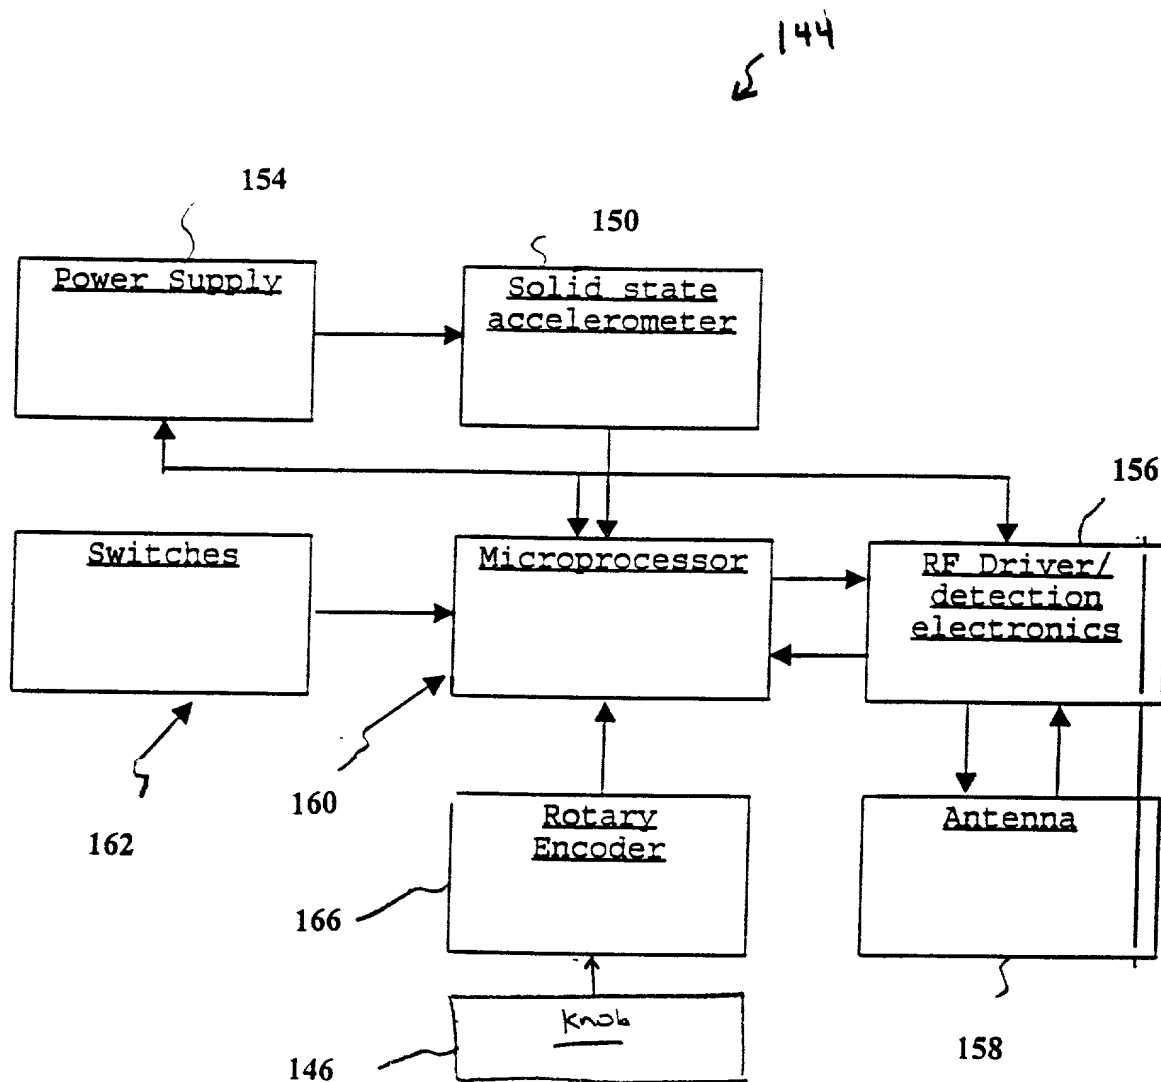 144
154
150
Power Supply
Solid state
accelerometer
156
Switches
Microprocessor
RF Driver/
detection
electronics
162
160
Rotary
Encoder
Antenna
166
Knob
146
158